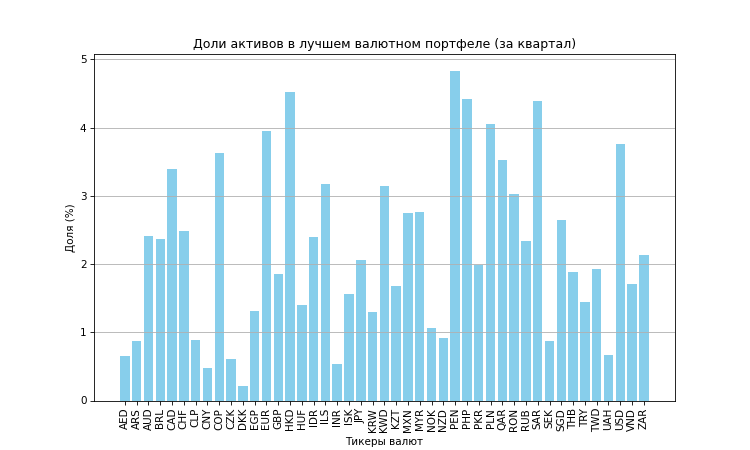 Доли активов в лучшем валютном портфеле (за квартал)
Доля (%)
5
4
3
2
1
0
AED ARS AUD BRL CAD CHF CLP CNY COP CZK DKK EGP EUR GBP HKD HUF IDR ILS INR ISK JPY KRW KWD KZT MXN MYR NOK NZD PEN PHP PKR PLN QAR RON RUB SAR SEK SGD THB TRY TWD UAH USD VND ZAR
Тикеры валют